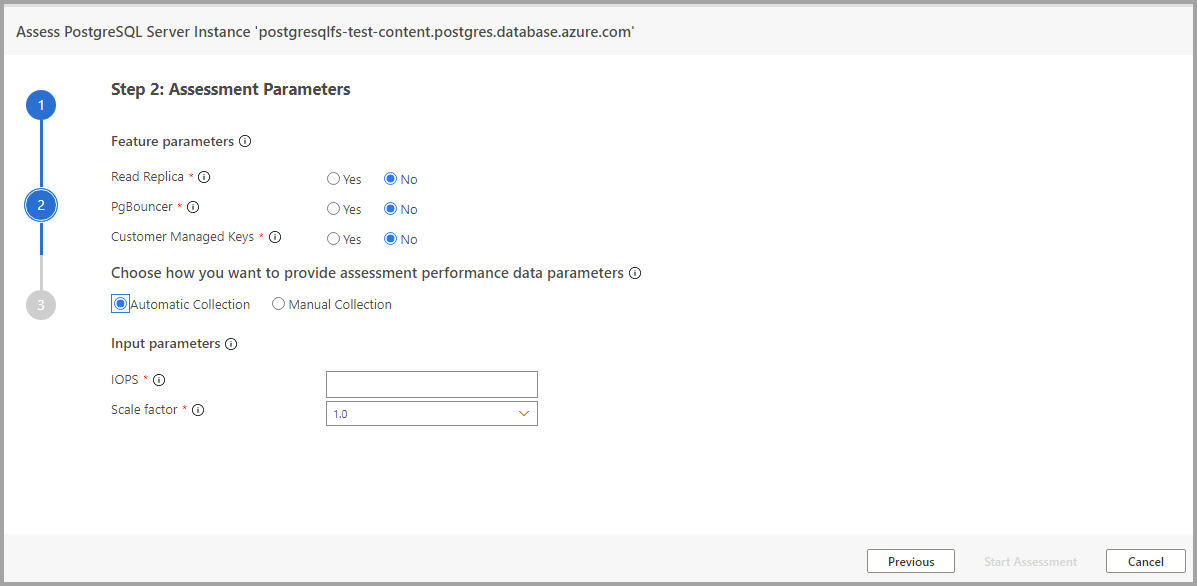 Assess PostgreSQL Server Instance 'postgresqlfs-test-content.postgres.database.azure.com'
1
Step 2: Assessment Parameters
Feature parameters
Read Replica * Yes No
2
PgBouncer * Yes No
Customer Managed Keys * Yes No
Choose how you want to provide assessment performance data parameters
3
Automatic Collection Manual Collection
Input parameters
IOPS *
Scale factor * 1.0
Previous Start Assessment Cancel